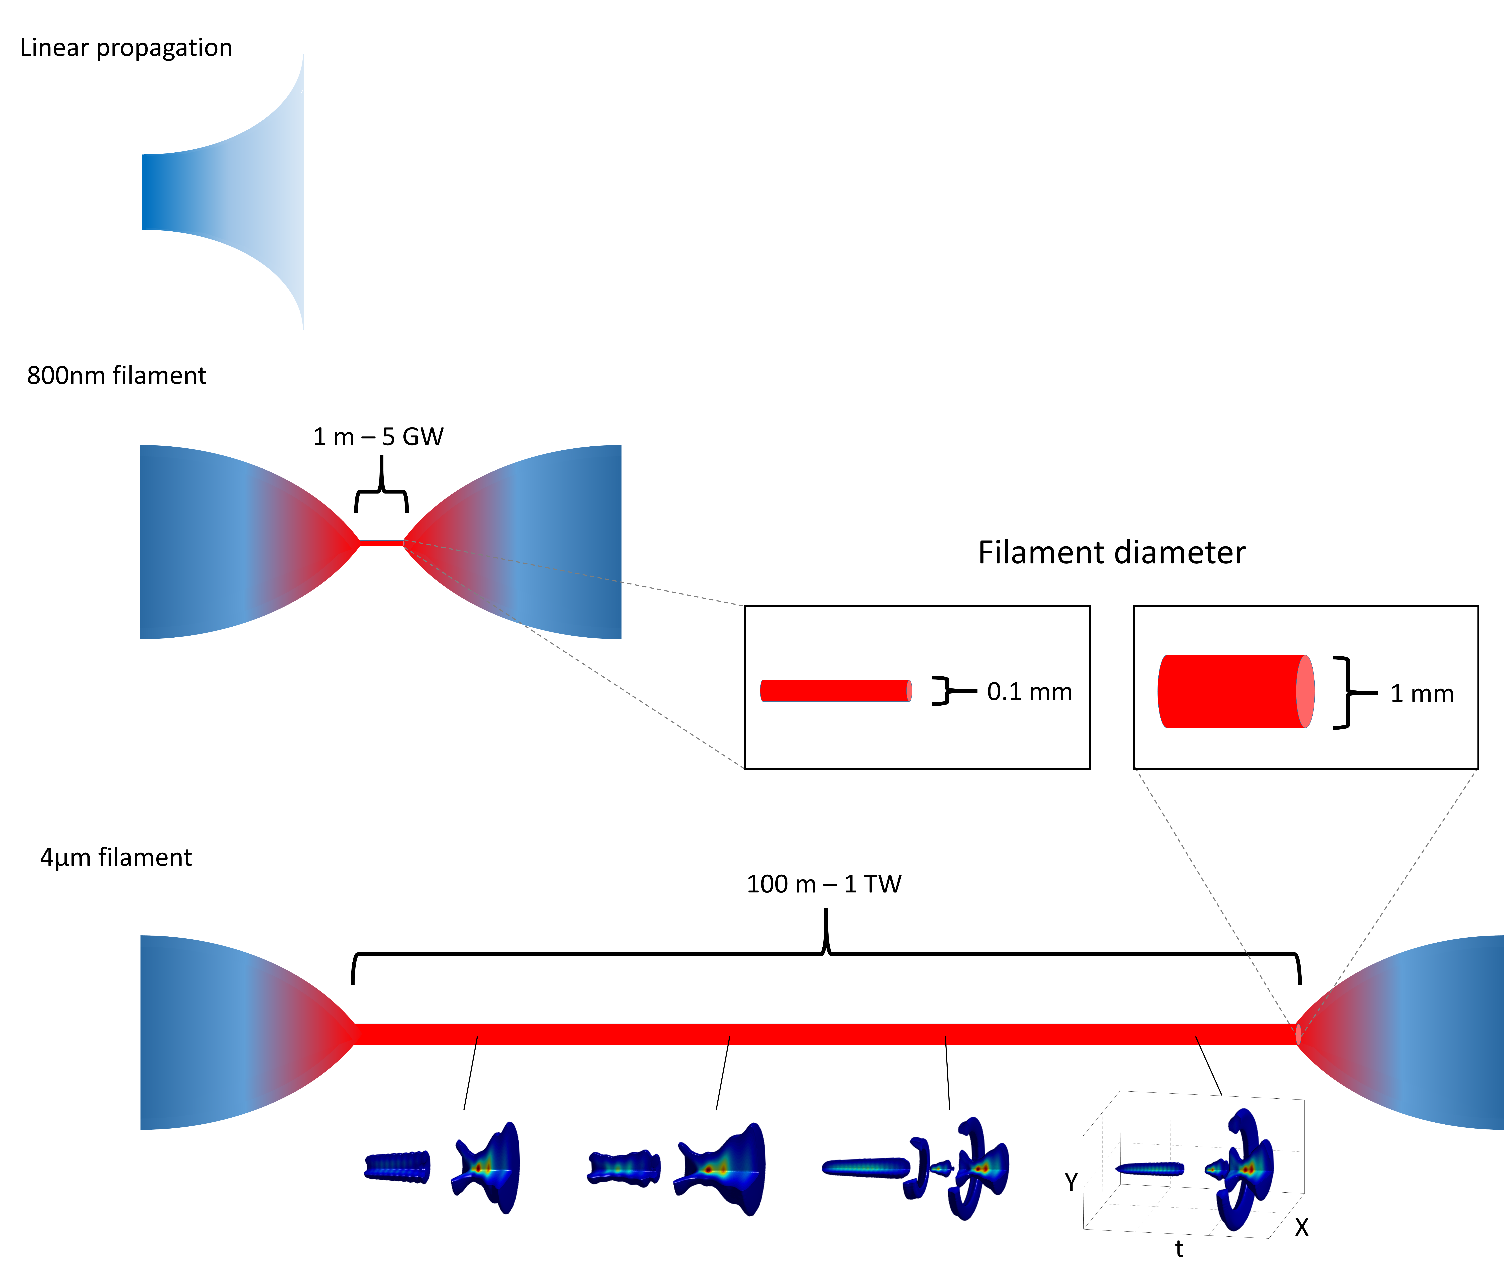 Linear propagation
800nm filament
1 m – 5 GW
Filament diameter
0.1 mm
1 mm
4µm filament
100 m – 1 TW
Y
X
t